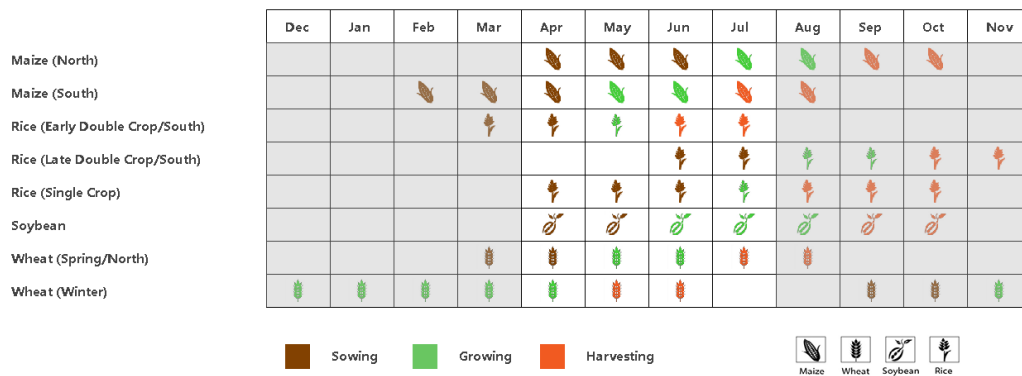 Dec Jan Feb Mar Apr May Jun Jul Aug Sep Oct Nov
Maize (North)
Maize (South)
Rice (Early Double Crop/South)
Rice (Late Double Crop/South)
Rice (Single Crop)
Soybean
Wheat (Spring/North)
Wheat (Winter)
Sowing Growing Harvesting
Maize Wheat Soybean Rice